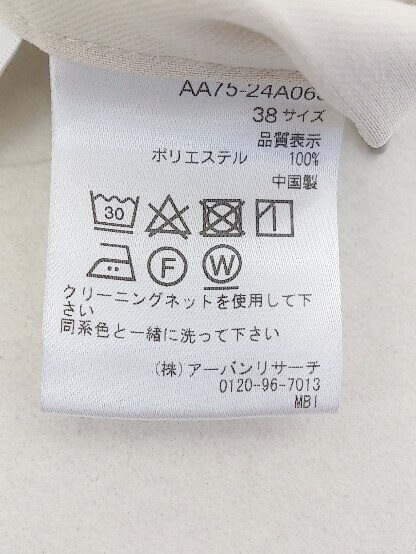 AA75-24A06
38 サイズ
品質表示
ポリエステル 100%
中国製
30
F W
クリーニングネットを使用して下
さい
同系色と一緒に洗って下さい
(株)アーバンリサーチ
0120-96-7013
MBI